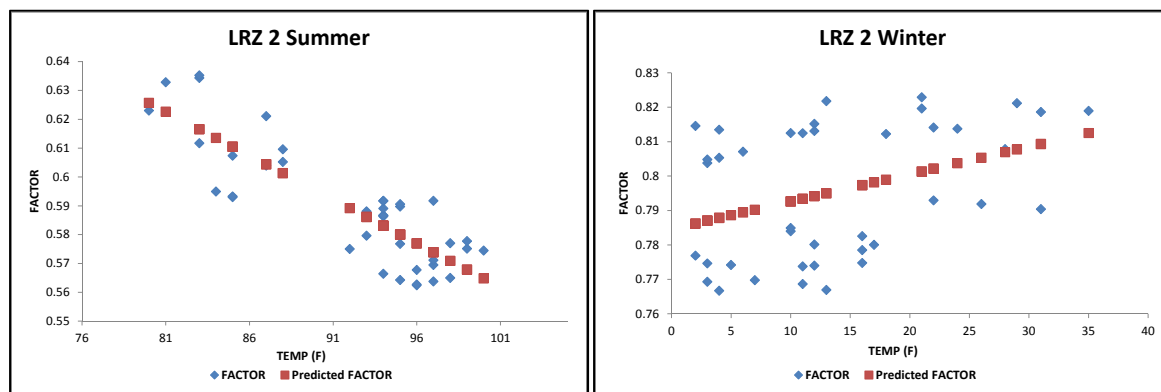 LRZ 2 Summer
0.64
0.63
0.62
0.61
0.6
0.59
0.58
0.57
0.56
0.55
FACTOR
76 81 86 91 96 101
TEMP (F)
FACTOR Predicted FACTOR
LRZ 2 Winter
0.83
0.82
0.81
0.8
0.79
0.78
0.77
0.76
FACTOR
0 5 10 15 20 25 30 35 40
TEMP (F)
FACTOR Predicted FACTOR